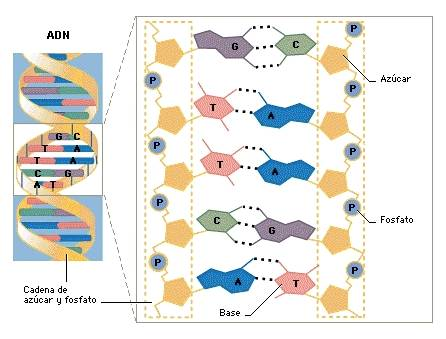 ADN
G C
T A
T A
C G
A T
Cadena de
azúcar y fosfato
P
G C
P
Azúcar
P
T A
P
P
T A
P
P
C G
P
Fosfato
P
A T
P
Base